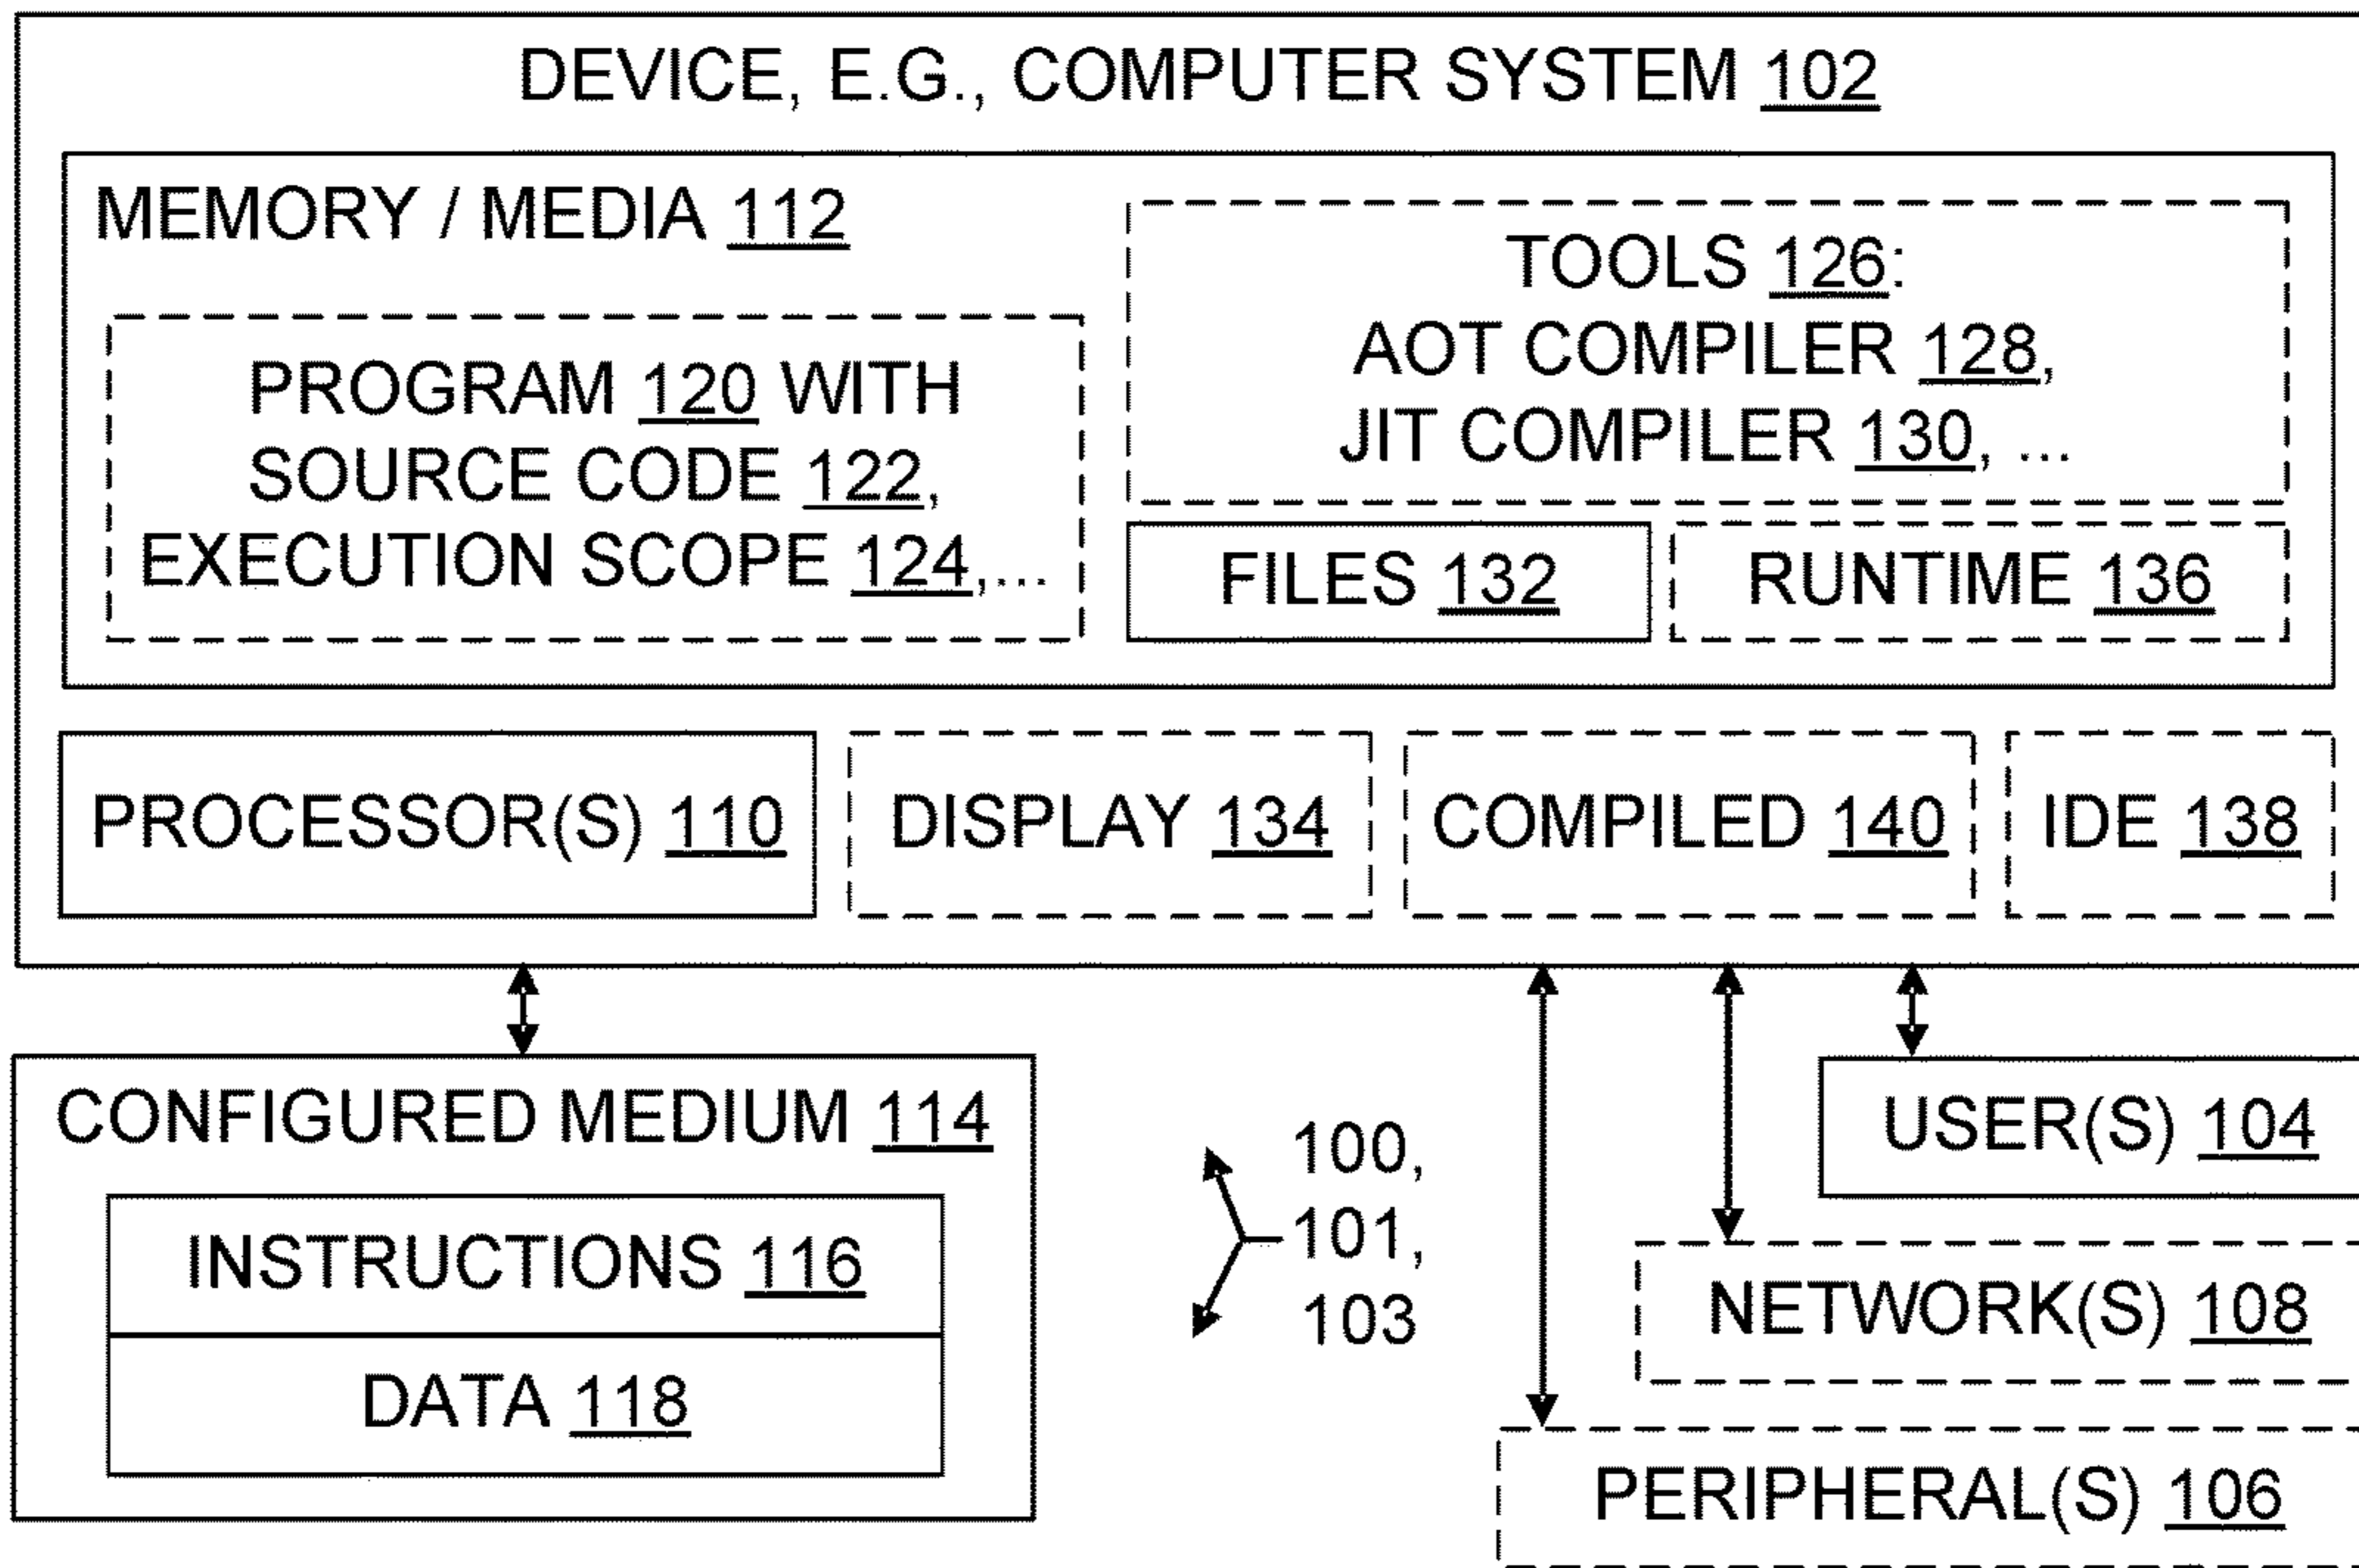 DEVICE, E.G., COMPUTER SYSTEM 102
MEMORY / MEDIA 112
PROGRAM 120 WITH
SOURCE CODE 122,
EXECUTION SCOPE 124,...
TOOLS 126:
AOT COMPILER 128,
JIT COMPILER 130, ...
FILES 132
RUNTIME 136
PROCESSOR(S) 110
DISPLAY 134
COMPILED 140
IDE 138
CONFIGURED MEDIUM 114
INSTRUCTIONS 116
DATA 118
100,
101,
103
USER(S) 104
NETWORK(S) 108
PERIPHERAL(S) 106